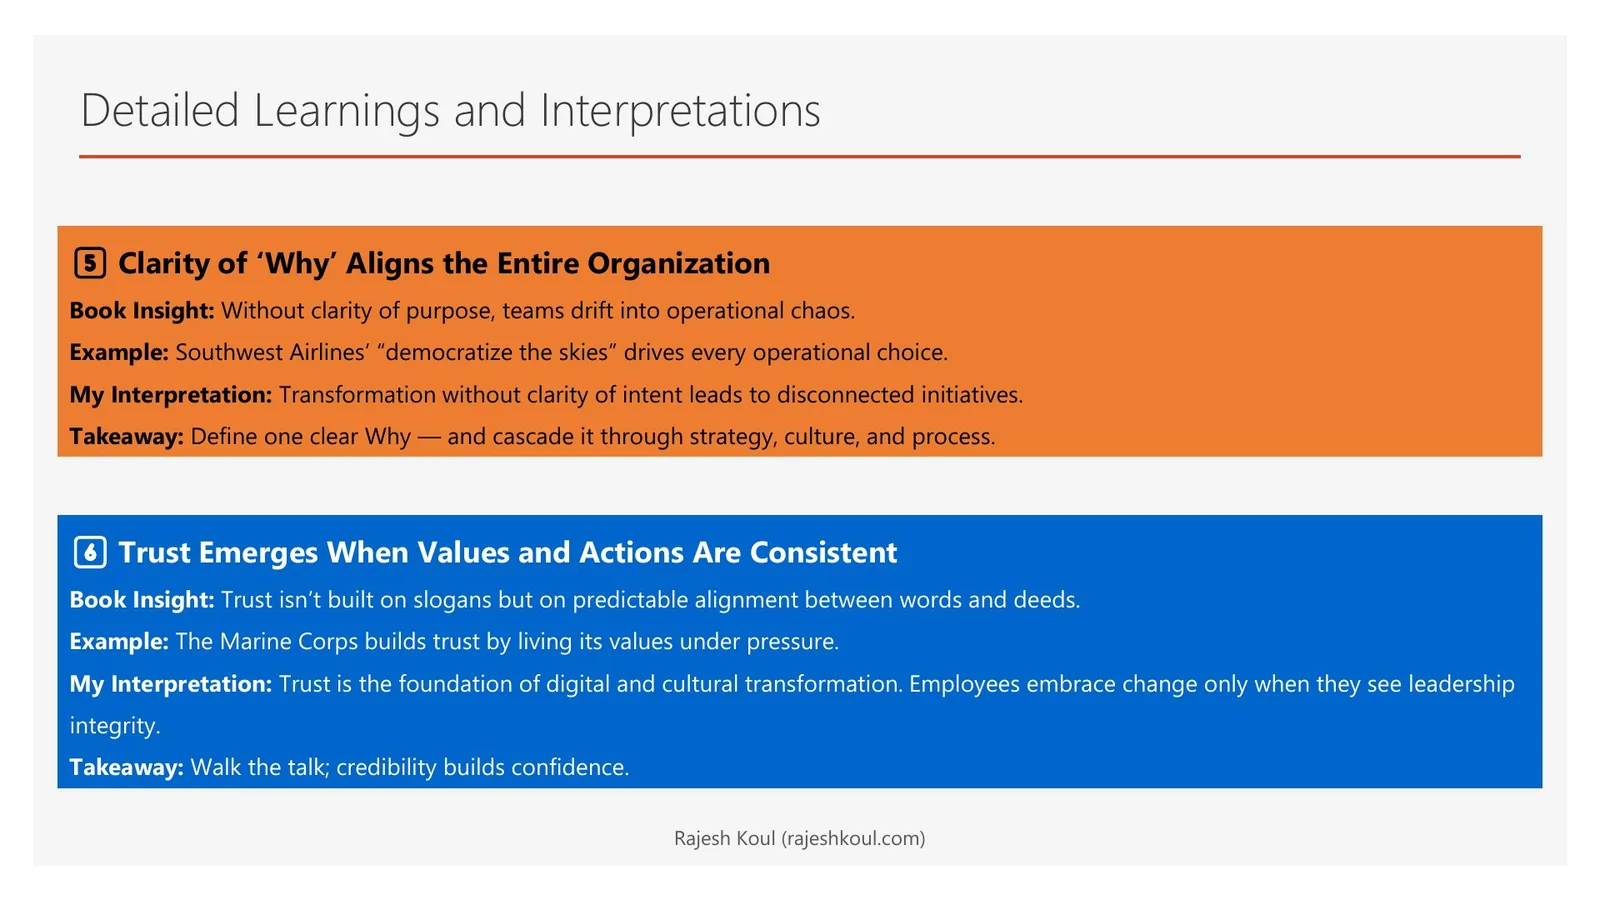 Detailed Learnings and Interpretations
5 Clarity of ‘Why’ Aligns the Entire Organization
Book Insight: Without clarity of purpose, teams drift into operational chaos.
Example: Southwest Airlines’ “democratize the skies” drives every operational choice.
My Interpretation: Transformation without clarity of intent leads to disconnected initiatives.
Takeaway: Define one clear Why — and cascade it through strategy, culture, and process.
6 Trust Emerges When Values and Actions Are Consistent
Book Insight: Trust isn’t built on slogans but on predictable alignment between words and deeds.
Example: The Marine Corps builds trust by living its values under pressure.
My Interpretation: Trust is the foundation of digital and cultural transformation. Employees embrace change only when they see leadership
integrity.
Takeaway: Walk the talk; credibility builds confidence.
Rajesh Koul (rajeshkoul.com)